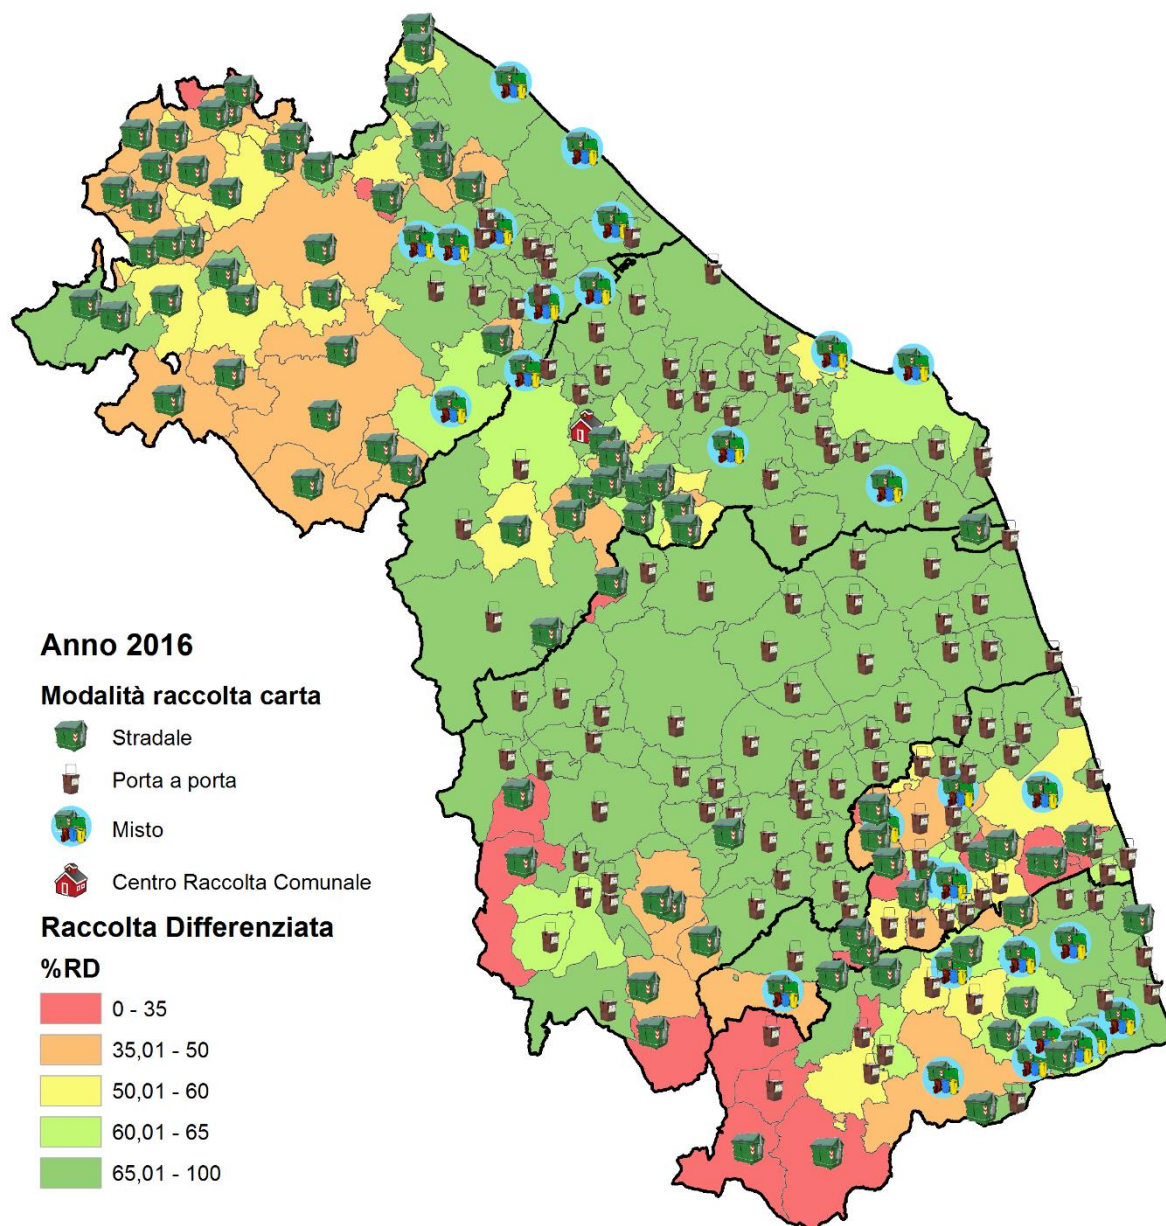 Anno 2016
Modalità raccolta carta
Stradale
Porta a porta
Misto
Centro Raccolta Comunale
Raccolta Differenziata
%RD
0 - 35
35,01 - 50
50,01 - 60
60,01 - 65
65,01 - 100